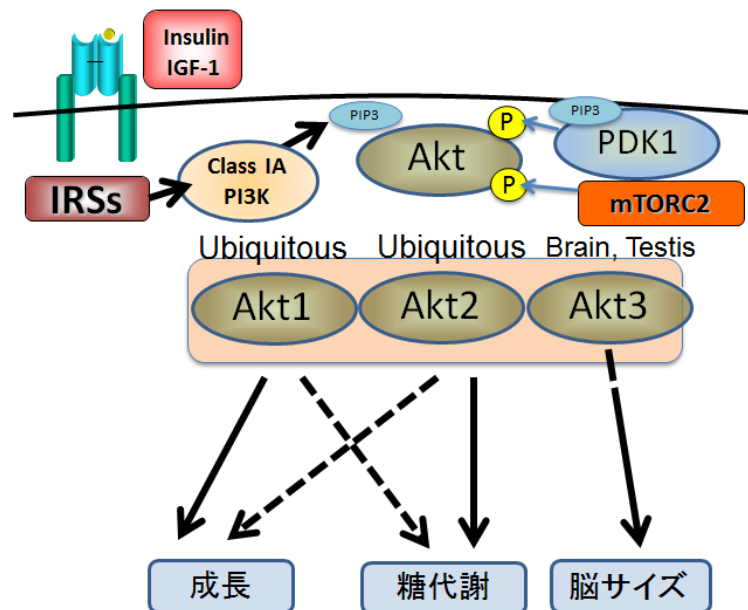 Insulin
IGF-1
PIP3
PIP3
P
Akt
PDK1
Class IA
PI3K
P
IRSs
mTORC2
Ubiquitous
Ubiquitous
Brain, Testis
Akt1
Akt2
Akt3
成長
糖代謝
脳サイズ